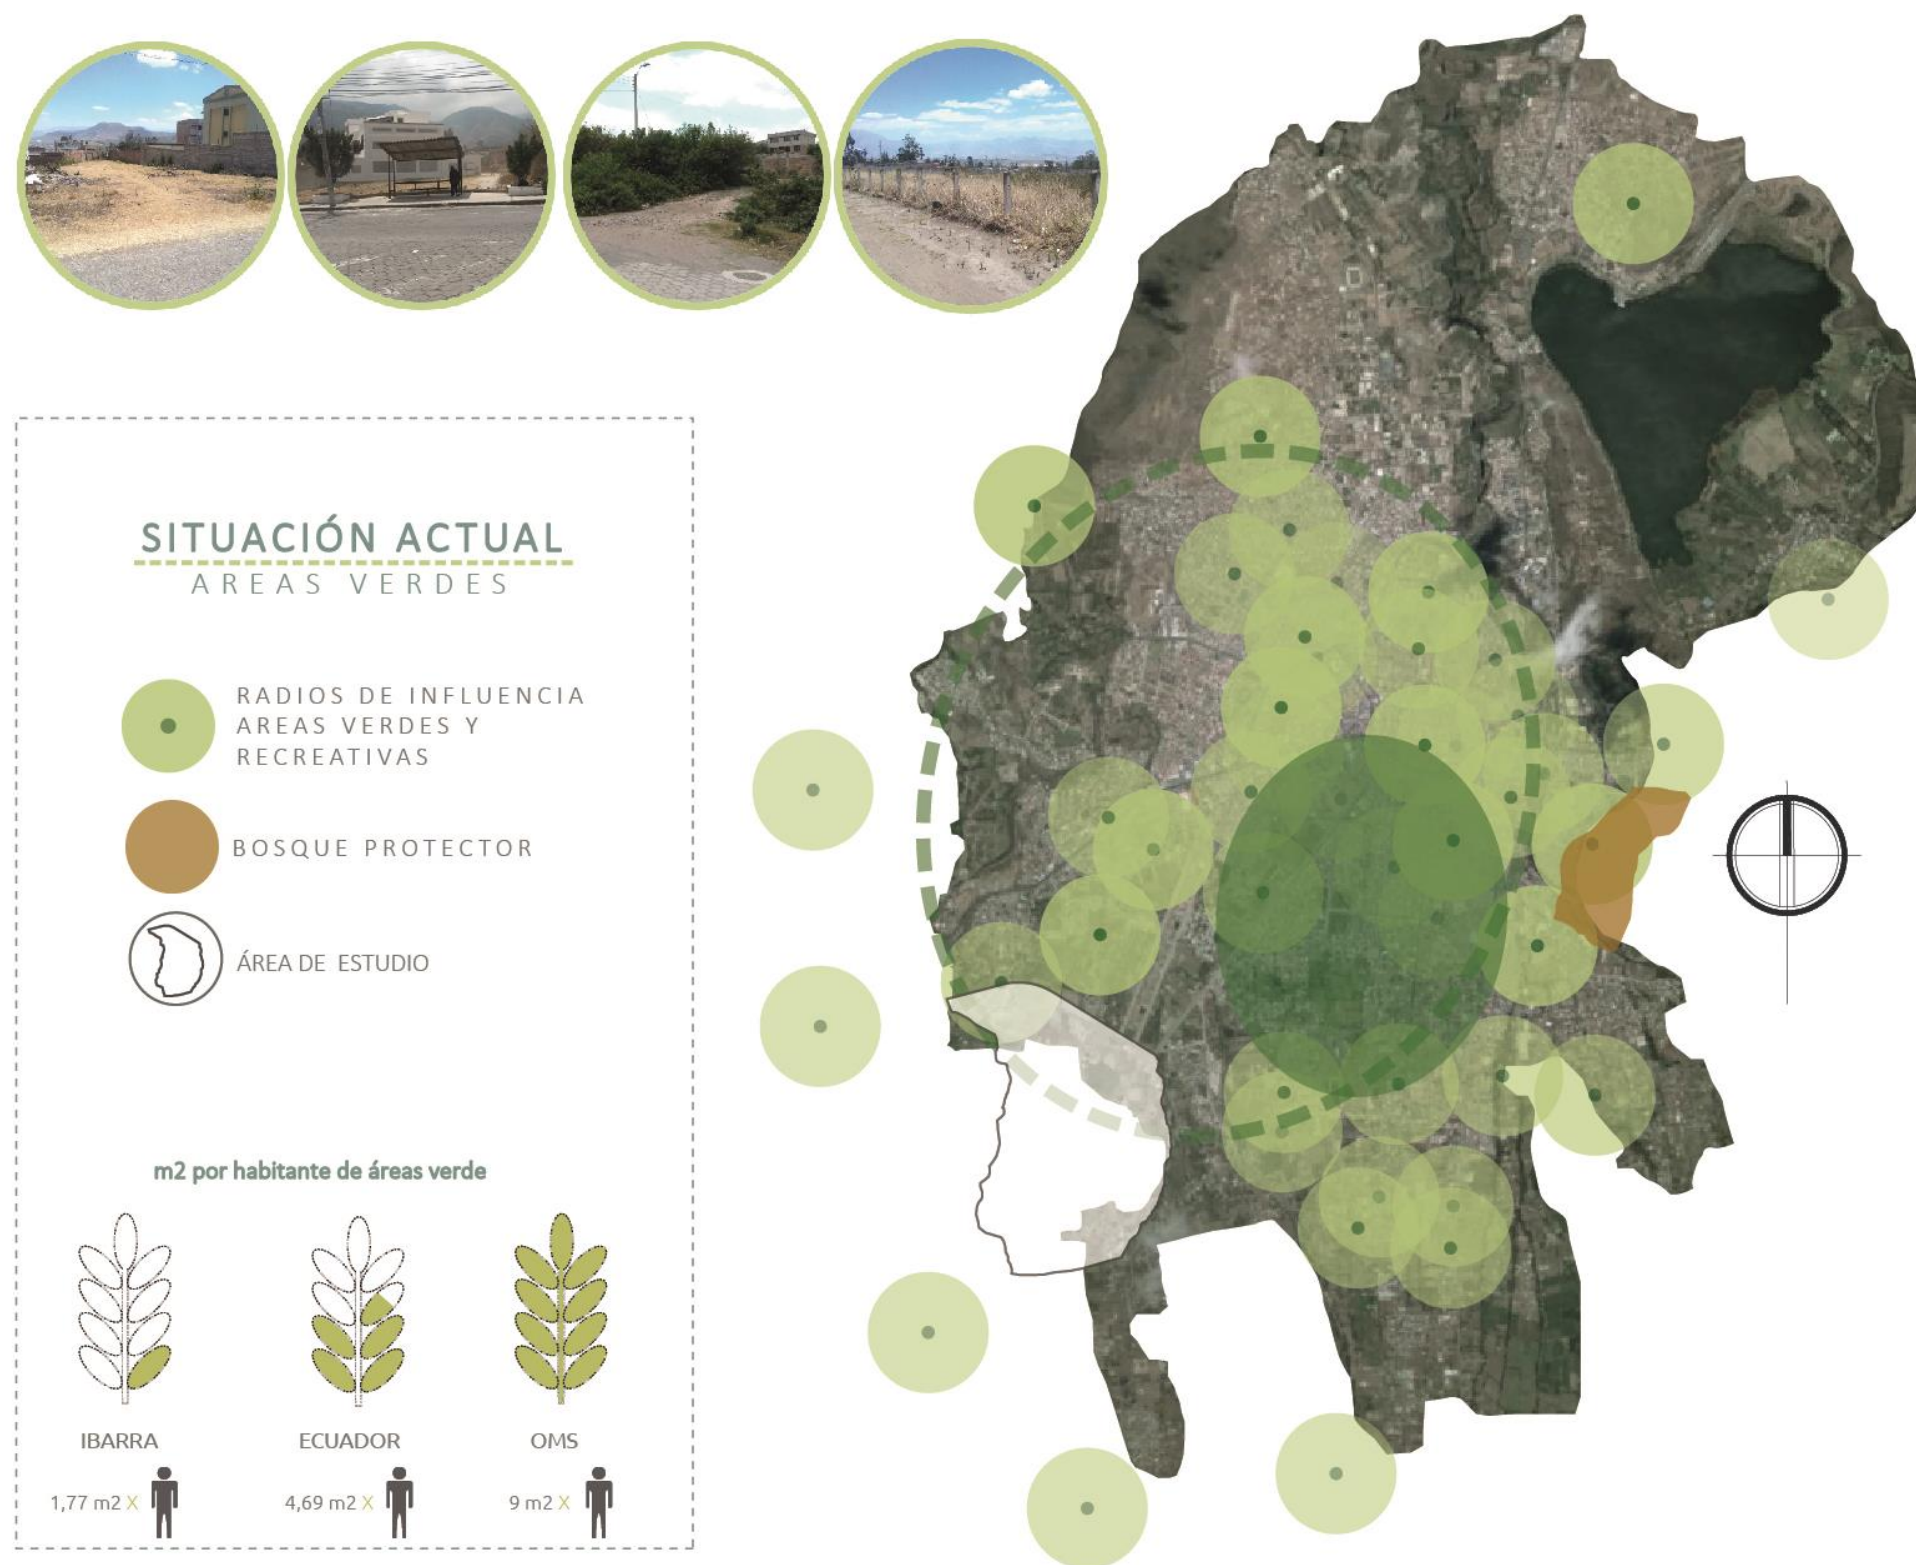 SITUACIÓN ACTUAL
AREAS VERDES
RADIOS DE INFLUENCIA
AREAS VERDES Y
RECREATIVAS
BOSQUE PROTECTOR
ÁREA DE ESTUDIO
m2 por habitante de áreas verde
IBARRA
ECUADOR
OMS
1,77 m2 X
4,69 m2 X
9 m2 X